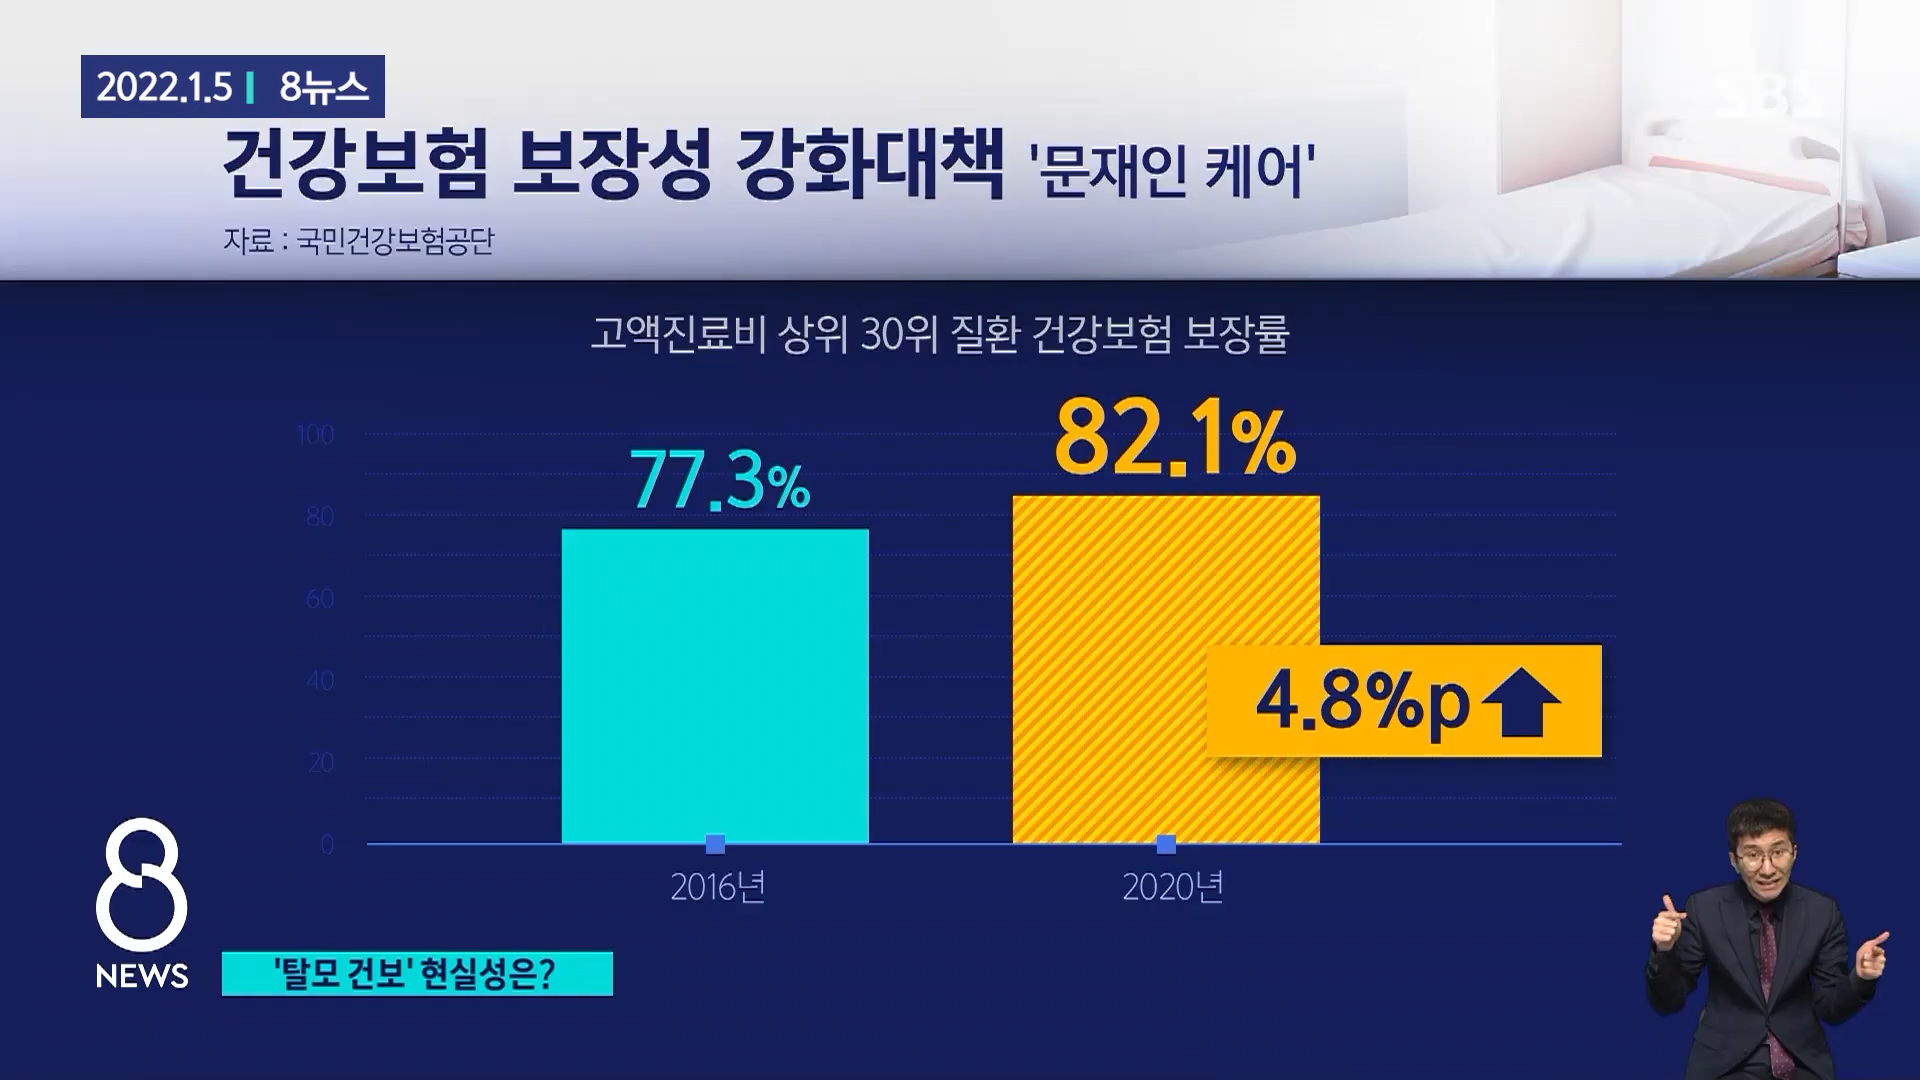 2022.1.5 | 8뉴스
SBS
건강보험 보장성 강화대책 '문재인 케어'
자료 : 국민건강보험공단
고액진료비 상위 30위 질환 건강보험 보장률
100
80
60
40
20
0
77.3%
82.1%
4.8%p
2016년
2020년
8
NEWS
'탈모 건보' 현실성은?